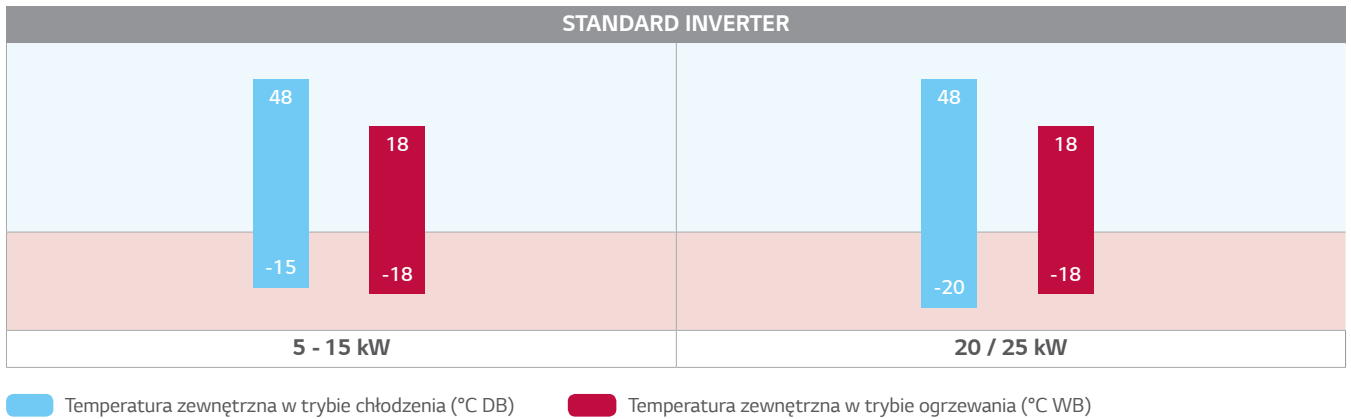 STANDARD INVERTER
48
18
-15
-18
48
18
-20
-18
5 - 15 kW
20 / 25 kW
Temperatura zewnętrzna w trybie chłodzenia (°C DB)
Temperatura zewnętrzna w trybie ogrzewania (°C WB)